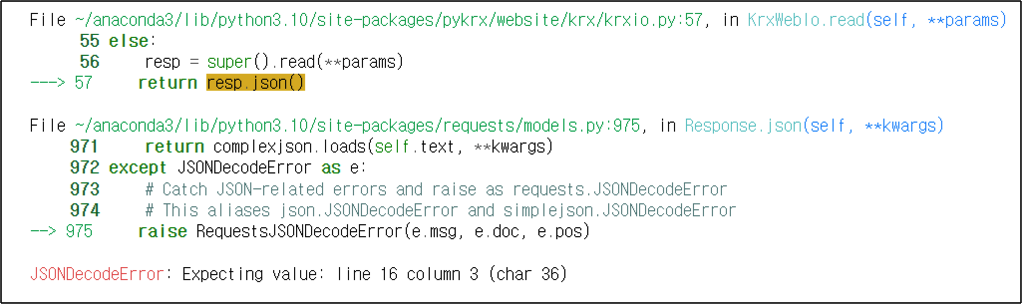 File ~/anaconda3/lib/python3.10/site-packages/pykrx/website/krx/krxio.py:57, in KrxWebIo.read(self, **params)
55 else:
56 resp = super().read(**params)
---> 57 return resp.json()
File ~/anaconda3/lib/python3.10/site-packages/requests/models.py:975, in Response.json(self, **kwargs)
971 return complexjson.loads(self.text, **kwargs)
972 except JSONDecodeError as e:
973 # Catch JSON-related errors and raise as requests.JSONDecodeError
974 # This aliases json.JSONDecodeError and simplejson.JSONDecodeError
--> 975 raise RequestsJSONDecodeError(e.msg, e.doc, e.pos)
JSONDecodeError: Expecting value: line 16 column 3 (char 36)